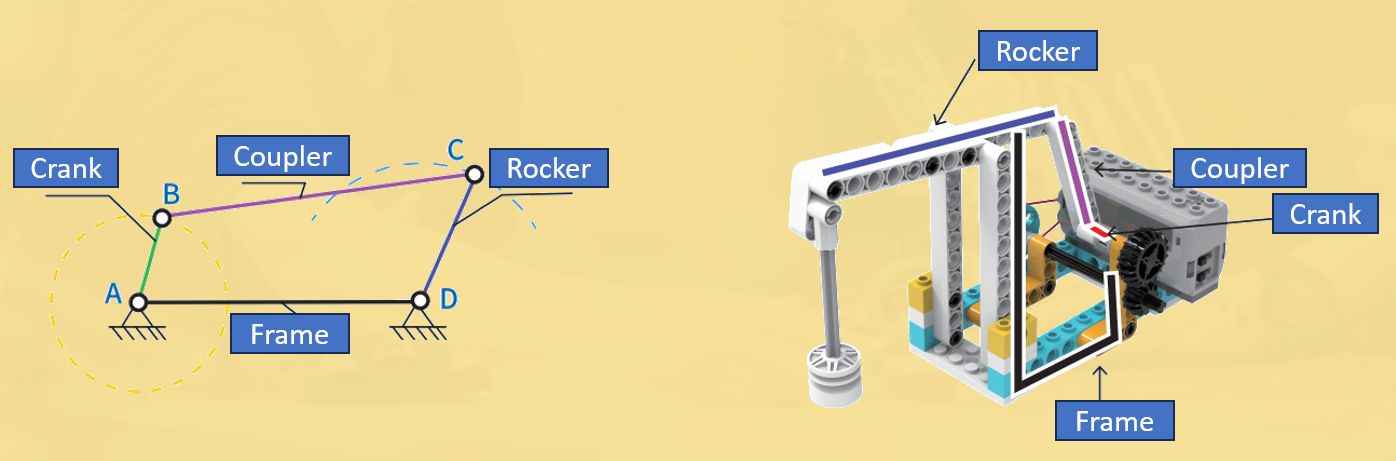 Crank
Coupler
C
Rocker
B
A
D
Frame
Rocker
Coupler
Crank
Frame